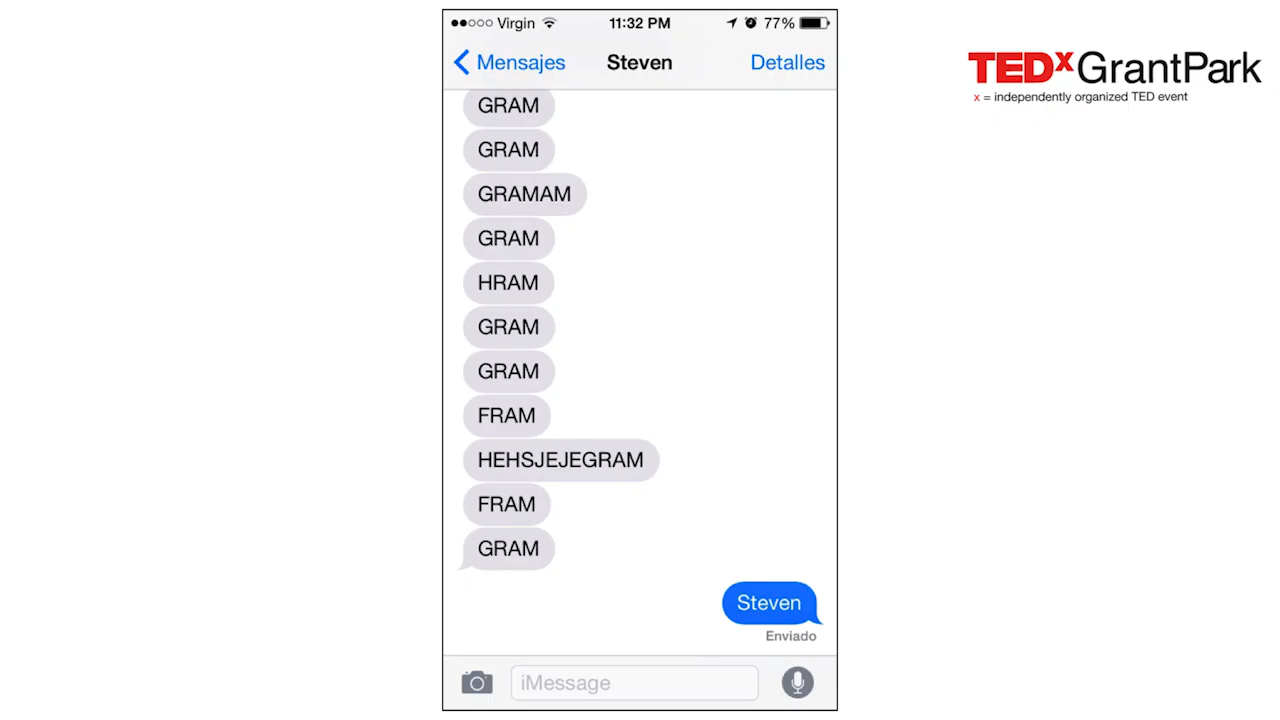 Virgin 11:32 PM 77%
Mensajes Steven Detalles
TEDxGrantPark
x = independently organized TED event
GRAM
GRAM
GRAMAM
GRAM
HRAM
GRAM
GRAM
FRAM
HEHSJEJEGRAM
FRAM
GRAM
Steven
Enviado
iMessage